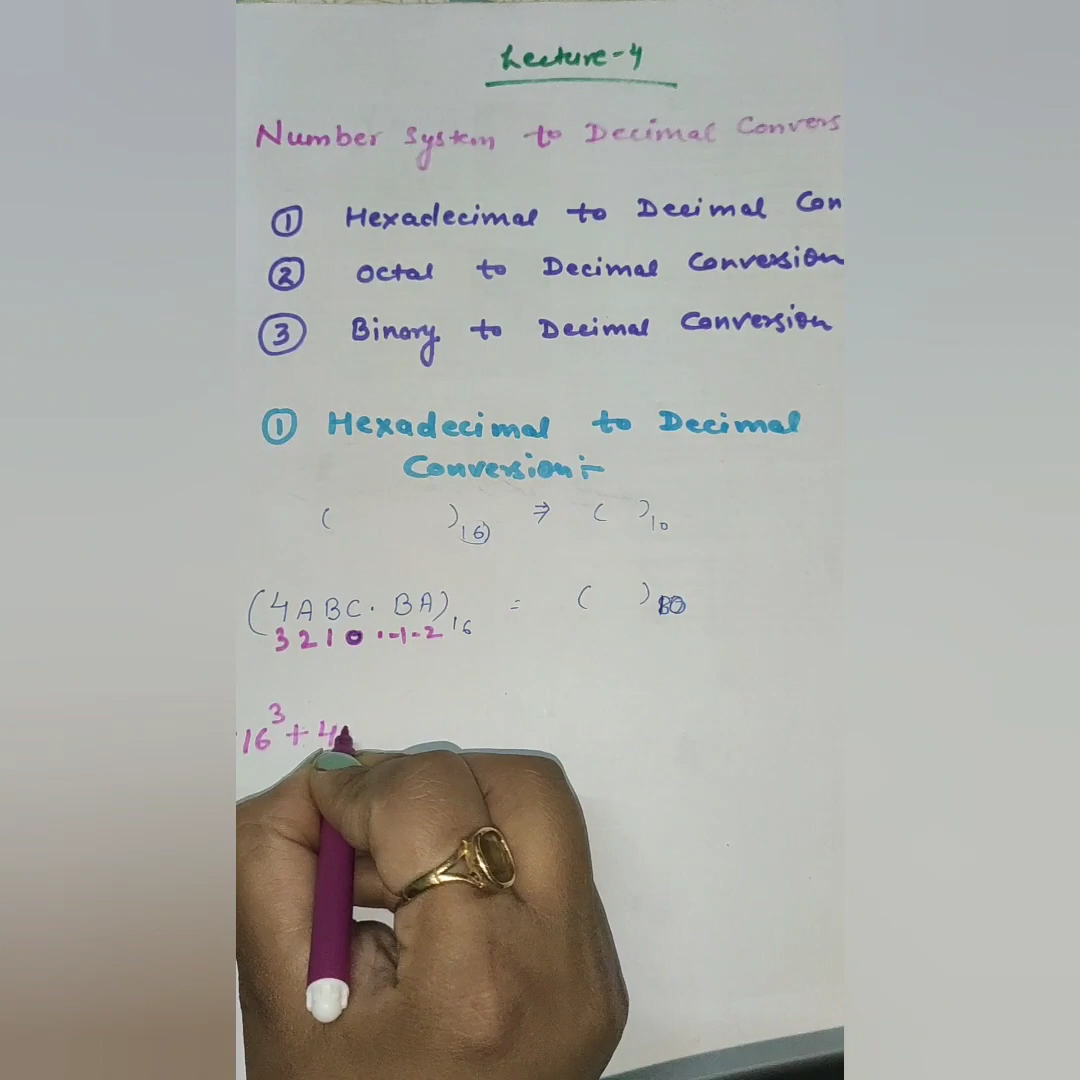 Lecture-4
Number System to Decimal Convers
① Hexadecimal to Decimal Con
② Octal to Decimal Conversion
③ Binary to Decimal Conversion
① Hexadecimal to Decimal
Conversion:-
( )16 ⇒ ( )10
(4ABC. BA)16 = ( )10
3 2 1 0 . -1 -2
16³ + 4